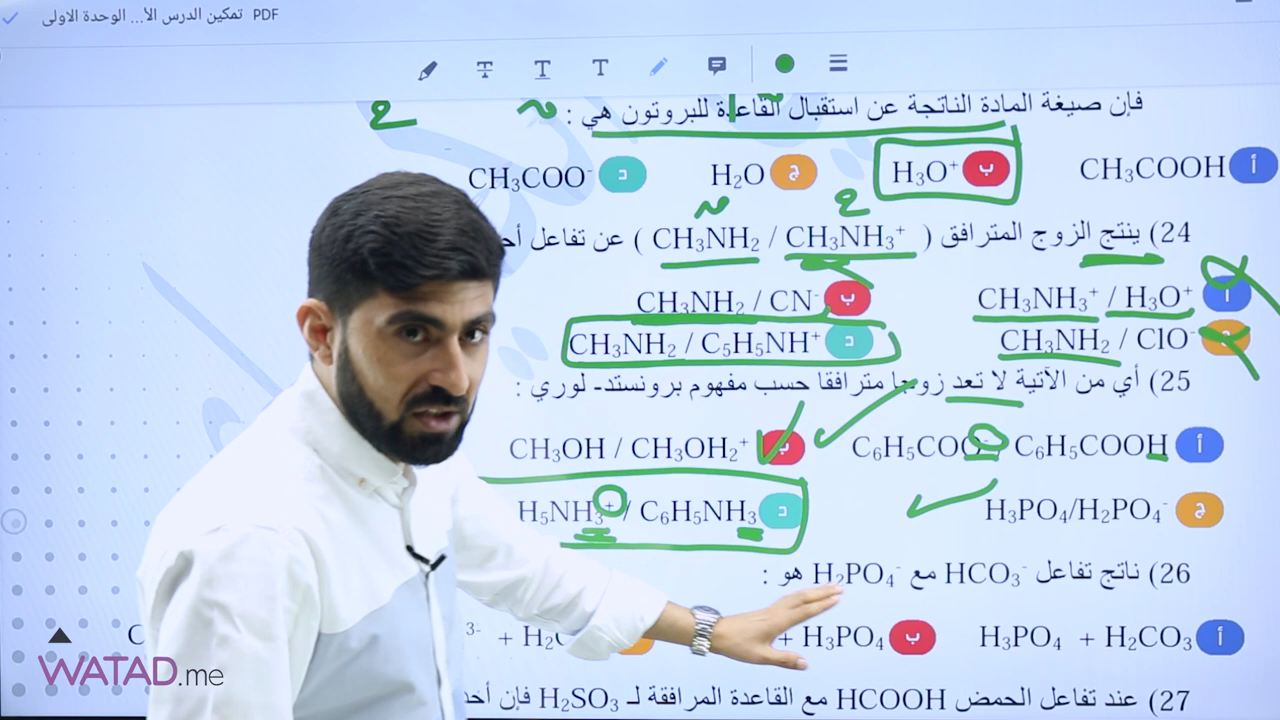 تمكين الدرس الأ... الوحدة الاولى PDF
فإن صيغة المادة الناتجة عن استقبال القاعدة للبروتون هي :
أ CH₃COOH ب H₃O⁺ ج H₂O د CH₃COO⁻
24) ينتج الزوج المترافق ( CH₃NH₂ / CH₃NH₃⁺ ) عن تفاعل
أ CH₃NH₃⁺ / H₃O⁺ ب CH₃NH₂ / CN⁻
ج CH₃NH₂ / ClO⁻ د CH₃NH₂ / C₅H₅NH⁺
25) أي من الآتية لا تعد زوجا مترافقا حسب مفهوم برونستد- لوري :
أ C₆H₅COO⁻ / C₆H₅COOH ب CH₃OH / CH₃OH₂⁺
ج H₃PO₄/H₂PO₄⁻ د H₅NH₃⁺ / C₆H₅NH₃
26) ناتج تفاعل HCO₃⁻ مع H₂PO₄⁻ هو :
أ H₃PO₄ + H₂CO₃ ب + H₃PO₄ ³⁻ + H₂
27) عند تفاعل الحمض HCOOH مع القاعدة المرافقة لـ H₂SO₃ فإن
WATAD.me